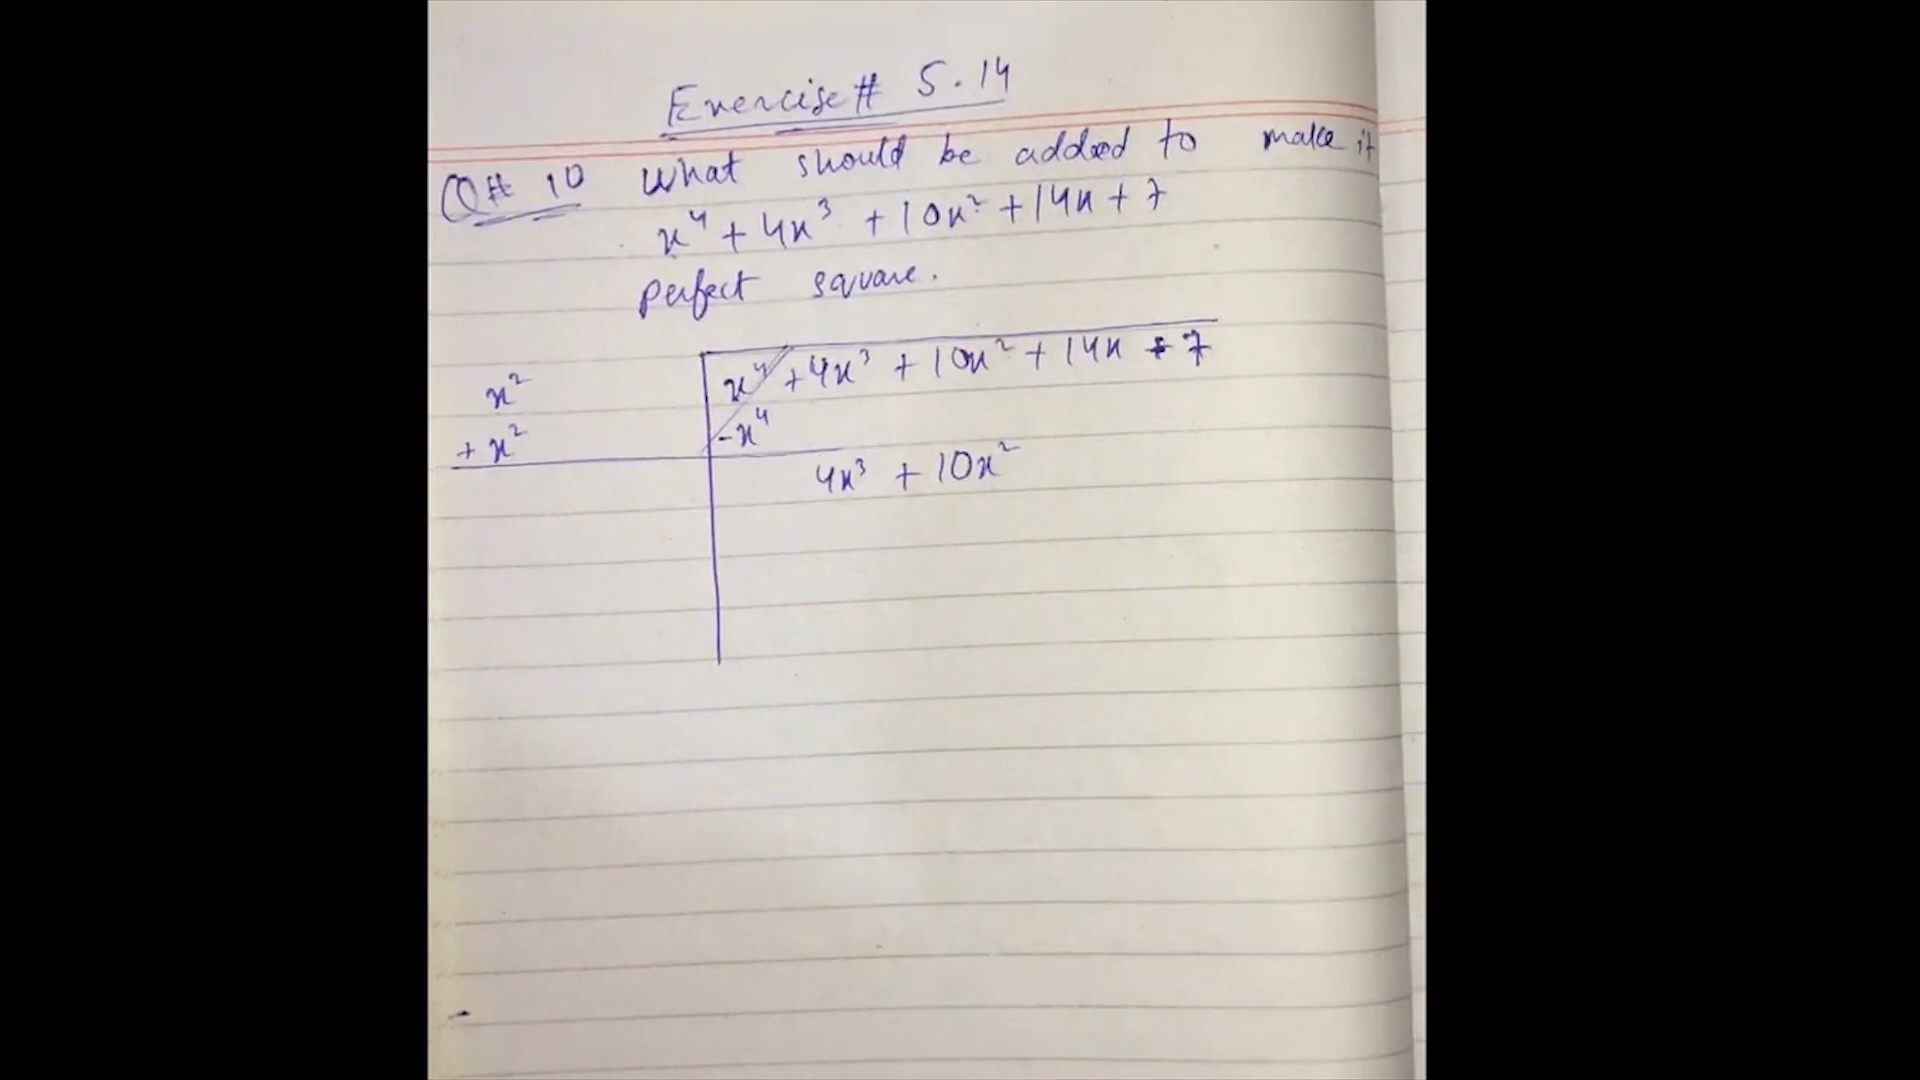 Exercise# 5.14
Q# 10 What should be added to make it
x⁴ + 4x³ + 10x² + 14x + 7
perfect square.
x² x⁴ + 4x³ + 10x² + 14x + 7
+ x² -x⁴
4x³ + 10x²